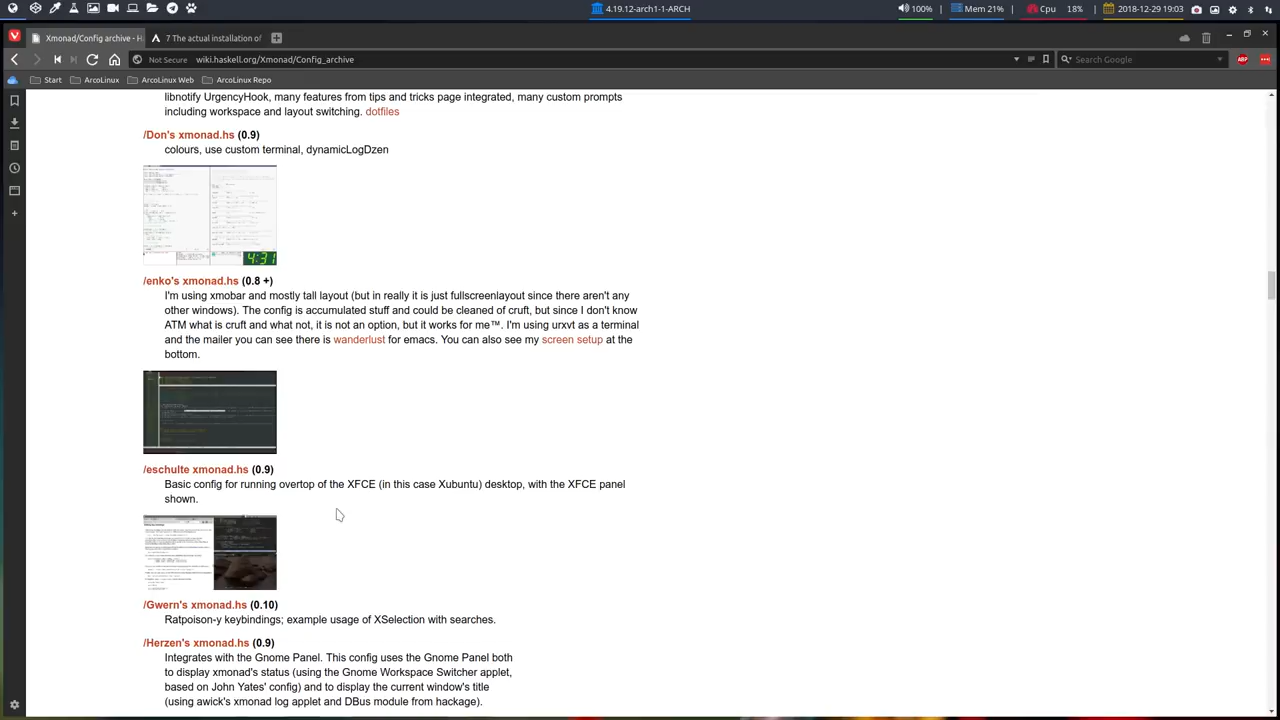 4.19.12-arch1-1-ARCH
100%
Mem 21%
Cpu 18%
2018-12-29 19:03
Xmonad/Config archive - H
7 The actual installation of
Not Secure
wiki.haskell.org/Xmonad/Config_archive
Search Google
ABP
Start
ArcoLinux
ArcoLinux Web
ArcoLinux Repo
libnotify UrgencyHook, many features from tips and tricks page integrated, many custom prompts
including workspace and layout switching. dotfiles
/Don's xmonad.hs (0.9)
colours, use custom terminal, dynamicLogDzen
4:31
/enko's xmonad.hs (0.8 +)
I'm using xmobar and mostly tall layout (but in really it is just fullscreenlayout since there aren't any
other windows). The config is accumulated stuff and could be cleaned of cruft, but since I don't know
ATM what is cruft and what not, it is not an option, but it works for me™. I'm using urxvt as a terminal
and the mailer you can see there is wanderlust for emacs. You can also see my screen setup at the
bottom.
/eschulte xmonad.hs (0.9)
Basic config for running overtop of the XFCE (in this case Xubuntu) desktop, with the XFCE panel
shown.
/Gwern's xmonad.hs (0.10)
Ratpoison-y keybindings; example usage of XSelection with searches.
/Herzen's xmonad.hs (0.9)
Integrates with the Gnome Panel. This config uses the Gnome Panel both
to display xmonad's status (using the Gnome Workspace Switcher applet,
based on John Yates' config) and to display the current window's title
(using awick's xmonad log applet and DBus module from hackage).